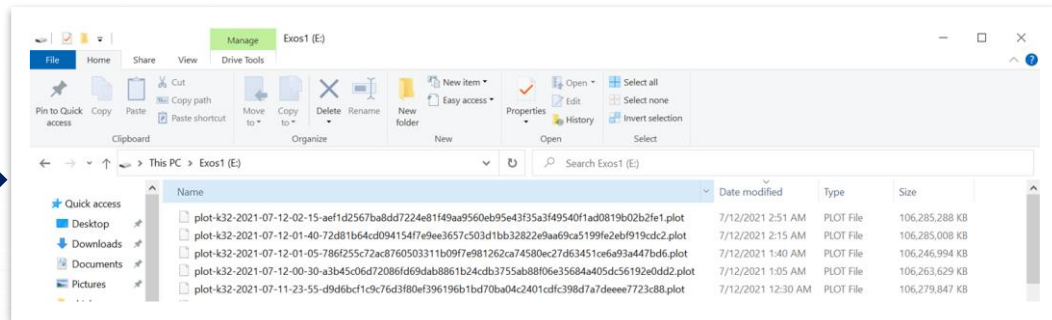 Manage Exos1 (E:)
File Home Share View Drive Tools
Pin to Quick access
Copy
Paste
Cut
Copy path
Paste shortcut
Clipboard
Move to
Copy to
Delete
Rename
Organize
New folder
New item
Easy access
New
Properties
Open
Edit
History
Open
Select all
Select none
Invert selection
Select
This PC > Exos1 (E:)
Search Exos1 (E:)
Quick access
Desktop
Downloads
Documents
Pictures
Name Date modified Type Size
plot-k32-2021-07-12-02-15-aef1d2567ba8dd7224e81f49aa9560eb95e43f35a3f49540f1ad0819b02b2fe1.plot 7/12/2021 2:51 AM PLOT File 106,285,288 KB
plot-k32-2021-07-12-01-40-72d81b64cd094154f7e9ee3657c503d1bb32822e9aa69ca5199fe2ebf919cdc2.plot 7/12/2021 2:15 AM PLOT File 106,285,008 KB
plot-k32-2021-07-12-01-05-786f255c72ac8760503311b09f7e981262ca74580ec27d63451ce6a93a447bd6.plot 7/12/2021 1:40 AM PLOT File 106,246,994 KB
plot-k32-2021-07-12-00-30-a3b45c06d72086fd69dab8861b24cdb3755ab88f06e35684a405dc56192e0dd2.plot 7/12/2021 1:05 AM PLOT File 106,263,629 KB
plot-k32-2021-07-11-23-55-d9d6bcf1c9c76d3f80ef396196b1bd70ba04c2401cdfc398d7a7deeee7723c88.plot 7/12/2021 12:30 AM PLOT File 106,279,847 KB